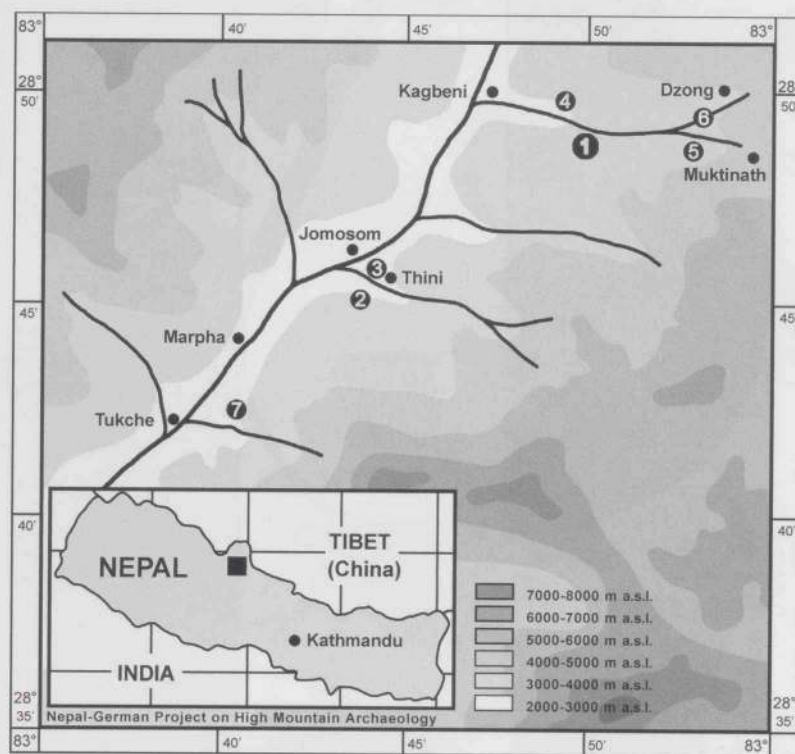 83° 40' 45' 50' 83°
28° 50'
28° 50'
Kagbeni
4
Dzong
6
1
5
Muktinath
Jomosom
3
Thini
2
45'
45'
Marpha
7
Tukche
40'
40'
NEPAL
TIBET
(China)
Kathmandu
INDIA
7000-8000 m a.s.l.
6000-7000 m a.s.l.
5000-6000 m a.s.l.
4000-5000 m a.s.l.
3000-4000 m a.s.l.
2000-3000 m a.s.l.
Nepal-German Project on High Mountain Archaeology
28° 35'
28° 35'
83° 40' 45' 50' 83°